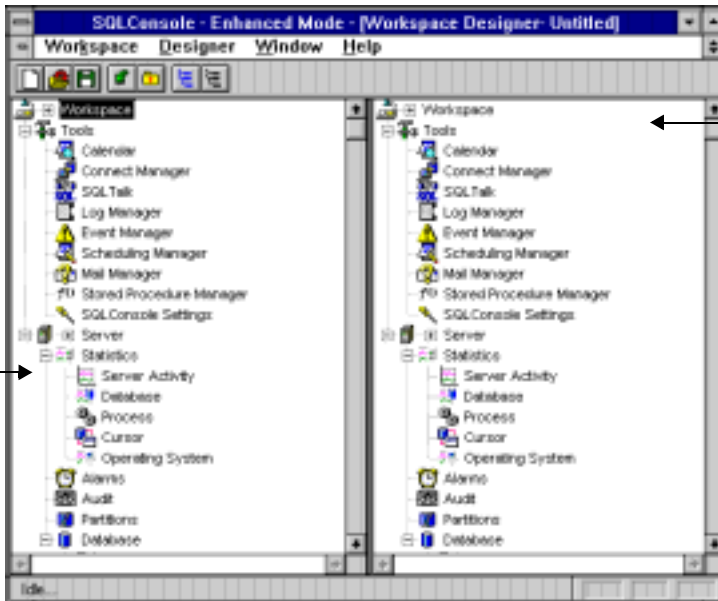 SQLConsole - Enhanced Mode - [Workspace Designer- Untitled]
Workspace Designer Window Help
Workspace
Tools
Calendar
Connect Manager
SQLTalk
Log Manager
Event Manager
Scheduling Manager
Mail Manager
Stored Procedure Manager
SQLConsole Settings
Server
Statistics
Server Activity
Database
Process
Cursor
Operating System
Alarms
Audit
Partitions
Database
Workspace
Tools
Calendar
Connect Manager
SQLTalk
Log Manager
Event Manager
Scheduling Manager
Mail Manager
Stored Procedure Manager
SQLConsole Settings
Server
Statistics
Server Activity
Database
Process
Cursor
Operating System
Alarms
Audit
Partitions
Database
Idle...